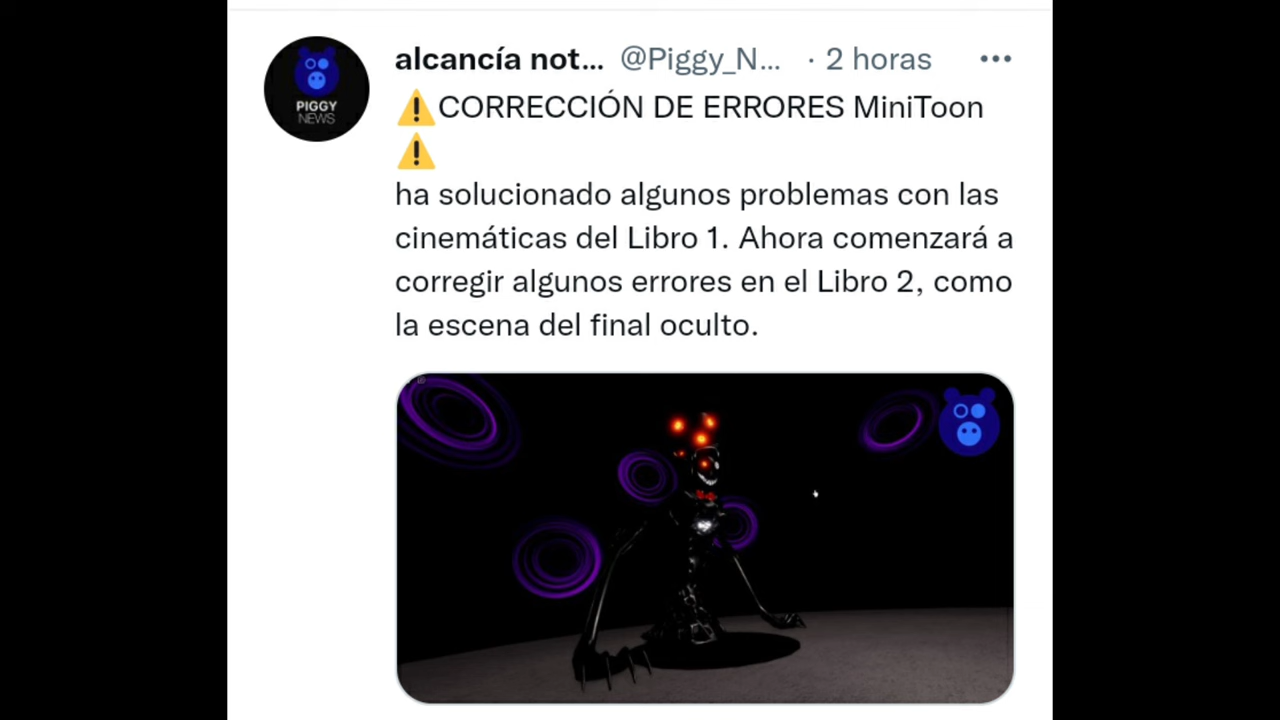 PIGGY
NEWS
alcancía not... @Piggy_N... · 2 horas
⚠️CORRECCIÓN DE ERRORES MiniToon
⚠️
ha solucionado algunos problemas con las
cinemáticas del Libro 1. Ahora comenzará a
corregir algunos errores en el Libro 2, como
la escena del final oculto.